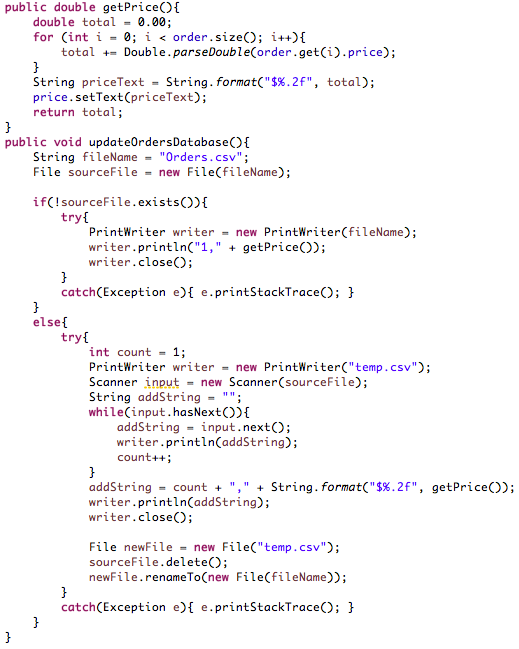 public double getPrice(){
    double total = 0.00;
    for (int i = 0; i < order.size(); i++){
        total += Double.parseDouble(order.get(i).price);
    }
    String priceText = String.format("$%.2f", total);
    price.setText(priceText);
    return total;
}
public void updateOrdersDatabase(){
    String fileName = "Orders.csv";
    File sourceFile = new File(fileName);

    if(!sourceFile.exists()){
        try{
            PrintWriter writer = new PrintWriter(fileName);
            writer.println("1," + getPrice());
            writer.close();
        }
        catch(Exception e){ e.printStackTrace(); }
    }
    else{
        try{
            int count = 1;
            PrintWriter writer = new PrintWriter("temp.csv");
            Scanner input = new Scanner(sourceFile);
            String addString = "";
            while(input.hasNext()){
                addString = input.next();
                writer.println(addString);
                count++;
            }
            addString = count + "," + String.format("$%.2f", getPrice());
            writer.println(addString);
            writer.close();

            File newFile = new File("temp.csv");
            sourceFile.delete();
            newFile.renameTo(new File(fileName));
        }
        catch(Exception e){ e.printStackTrace(); }
    }
}